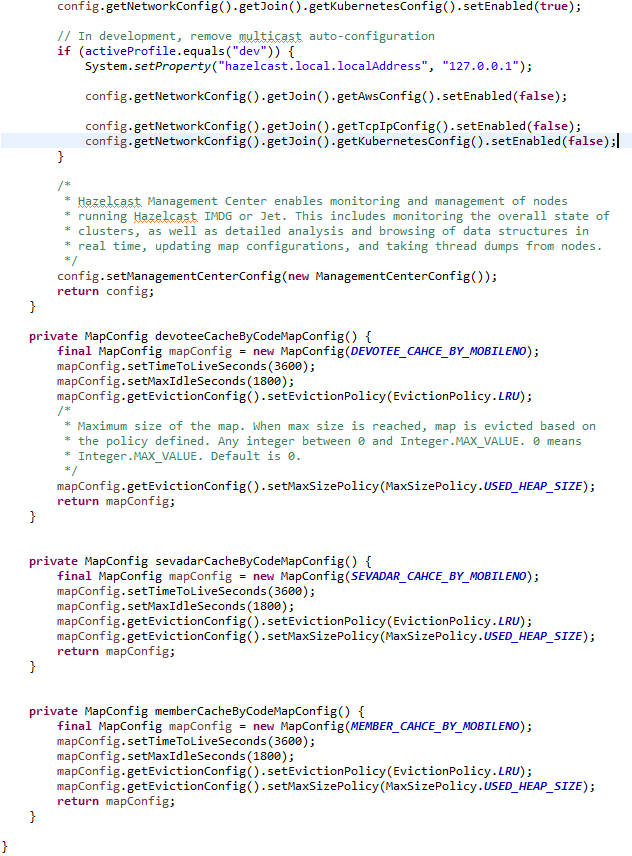 config.getNetworkConfig().getJoin().getKubernetesConfig().setEnabled(true);
// In development, remove multicast auto-configuration
if (activeProfile.equals("dev")) {
System.setProperty("hazelcast.local.localAddress", "127.0.0.1");
config.getNetworkConfig().getJoin().getAwsConfig().setEnabled(false);
config.getNetworkConfig().getJoin().getTcpIpConfig().setEnabled(false);
config.getNetworkConfig().getJoin().getKubernetesConfig().setEnabled(false);
}
/*
* Hazelcast Management Center enables monitoring and management of nodes
* running Hazelcast IMDG or Jet. This includes monitoring the overall state of
* clusters, as well as detailed analysis and browsing of data structures in
* real time, updating map configurations, and taking thread dumps from nodes.
*/
config.setManagementCenterConfig(new ManagementCenterConfig());
return config;
}
private MapConfig devoteeCacheByCodeMapConfig() {
final MapConfig mapConfig = new MapConfig(DEVOTEE_CAHCE_BY_MOBILENO);
mapConfig.setTimeToLiveSeconds(3600);
mapConfig.setMaxIdleSeconds(1800);
mapConfig.getEvictionConfig().setEvictionPolicy(EvictionPolicy.LRU);
/*
* Maximum size of the map. When max size is reached, map is evicted based on
* the policy defined. Any integer between 0 and Integer.MAX_VALUE. 0 means
* Integer.MAX_VALUE. Default is 0.
*/
mapConfig.getEvictionConfig().setMaxSizePolicy(MaxSizePolicy.USED_HEAP_SIZE);
return mapConfig;
}
private MapConfig sevadarCacheByCodeMapConfig() {
final MapConfig mapConfig = new MapConfig(SEVADAR_CAHCE_BY_MOBILENO);
mapConfig.setTimeToLiveSeconds(3600);
mapConfig.setMaxIdleSeconds(1800);
mapConfig.getEvictionConfig().setEvictionPolicy(EvictionPolicy.LRU);
mapConfig.getEvictionConfig().setMaxSizePolicy(MaxSizePolicy.USED_HEAP_SIZE);
return mapConfig;
}
private MapConfig memberCacheByCodeMapConfig() {
final MapConfig mapConfig = new MapConfig(MEMBER_CAHCE_BY_MOBILENO);
mapConfig.setTimeToLiveSeconds(3600);
mapConfig.setMaxIdleSeconds(1800);
mapConfig.getEvictionConfig().setEvictionPolicy(EvictionPolicy.LRU);
mapConfig.getEvictionConfig().setMaxSizePolicy(MaxSizePolicy.USED_HEAP_SIZE);
return mapConfig;
}
}